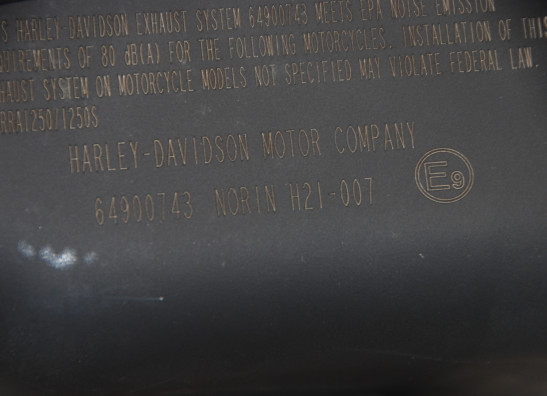 S HARLEY-DAVIDSON EXHAUST SYSTEM 64900743 MEETS EPA NOISE EMISSION
QUIREMENTS OF 80 dB(A) FOR THE FOLLOWING MOTORCYCLES. INSTALLATION OF THIS
HAUST SYSTEM ON MOTORCYCLE MODELS NOT SPECIFIED MAY VIOLATE FEDERAL LAW.
RRA1250/1250S
HARLEY-DAVIDSON MOTOR COMPANY
64900743 NORIN H21-007 E9